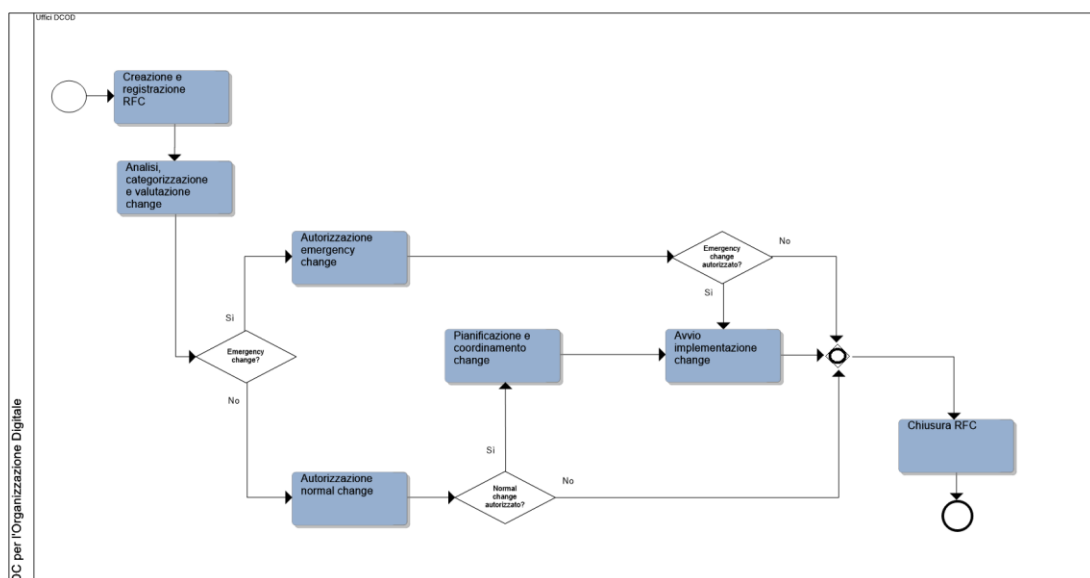 Uffici DCOD
DC per l'Organizzazione Digitale
Creazione e
registrazione
RFC
Analisi,
categorizzazione
e valutazione
change
Emergency
change?
Sì
No
Autorizzazione
emergency
change
Emergency
change
autorizzato?
No
Sì
Pianificazione e
coordinamento
change
Avvio
implementazione
change
Autorizzazione
normal change
Normal
change
autorizzato?
Sì
No
Chiusura RFC